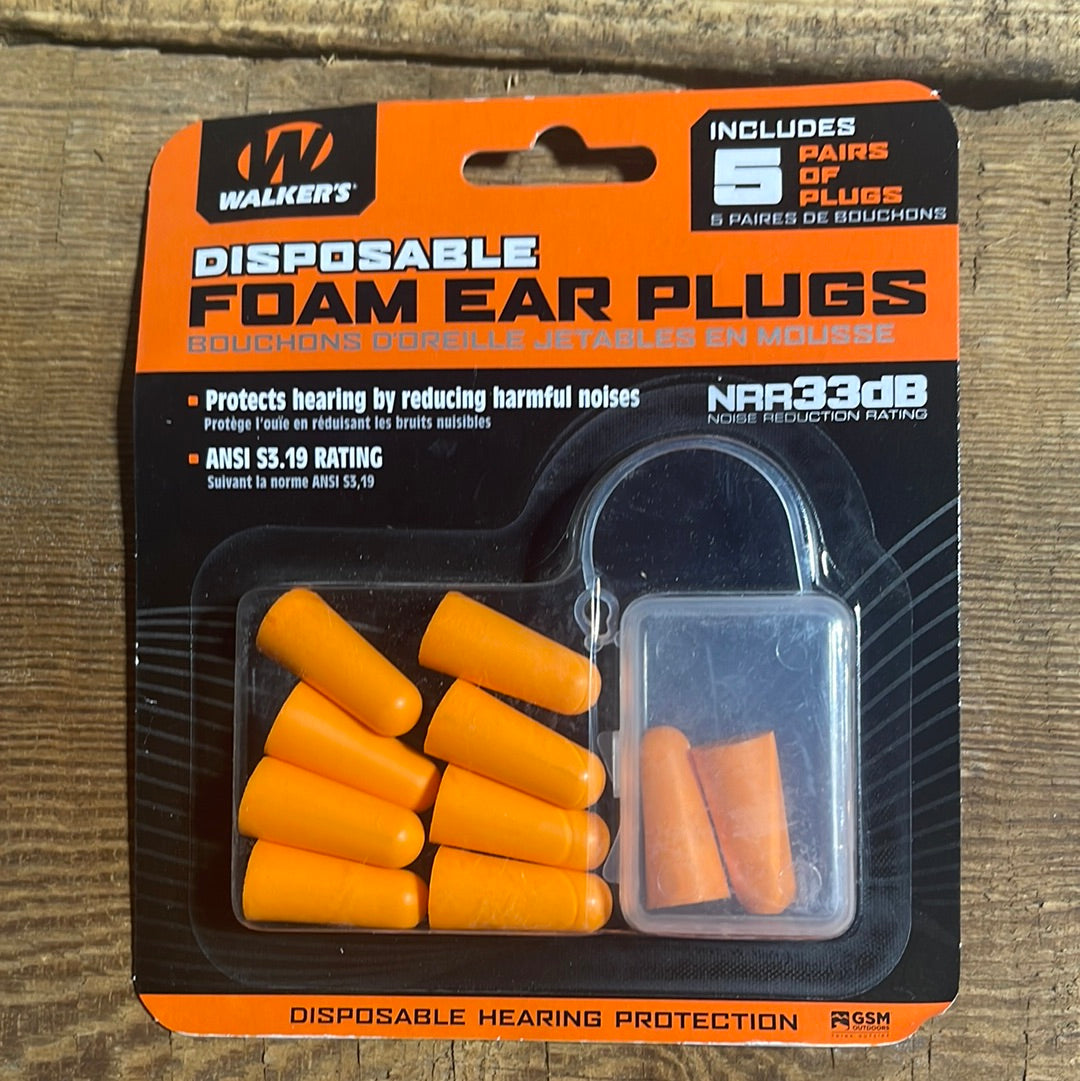 W
WALKER'S
INCLUDES
5 PAIRS
OF
PLUGS
5 PAIRES DE BOUCHONS
DISPOSABLE
FOAM EAR PLUGS
BOUCHONS D'OREILLE JETABLES EN MOUSSE
Protects hearing by reducing harmful noises
Protège l'ouïe en réduisant les bruits nuisibles
ANSI S3.19 RATING
Suivant la norme ANSI S3,19
NRR33dB
NOISE REDUCTION RATING
DISPOSABLE HEARING PROTECTION
GSM
OUTDOORS